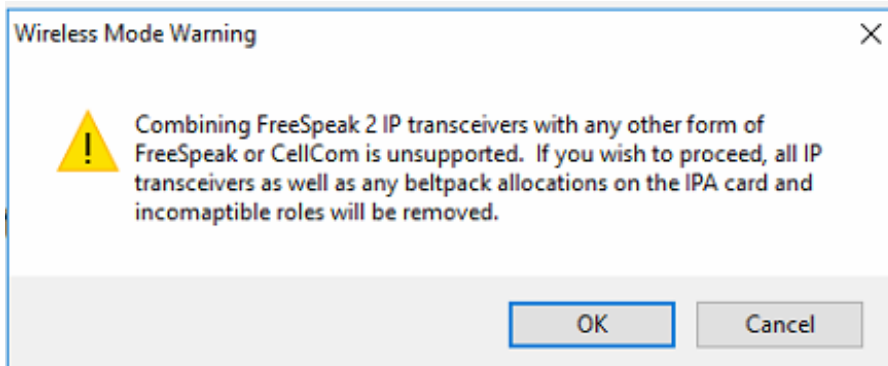 Wireless Mode Warning
Combining FreeSpeak 2 IP transceivers with any other form of
FreeSpeak or CellCom is unsupported.  If you wish to proceed, all IP
transceivers as well as any beltpack allocations on the IPA card and
incomaptible roles will be removed.
OK
Cancel